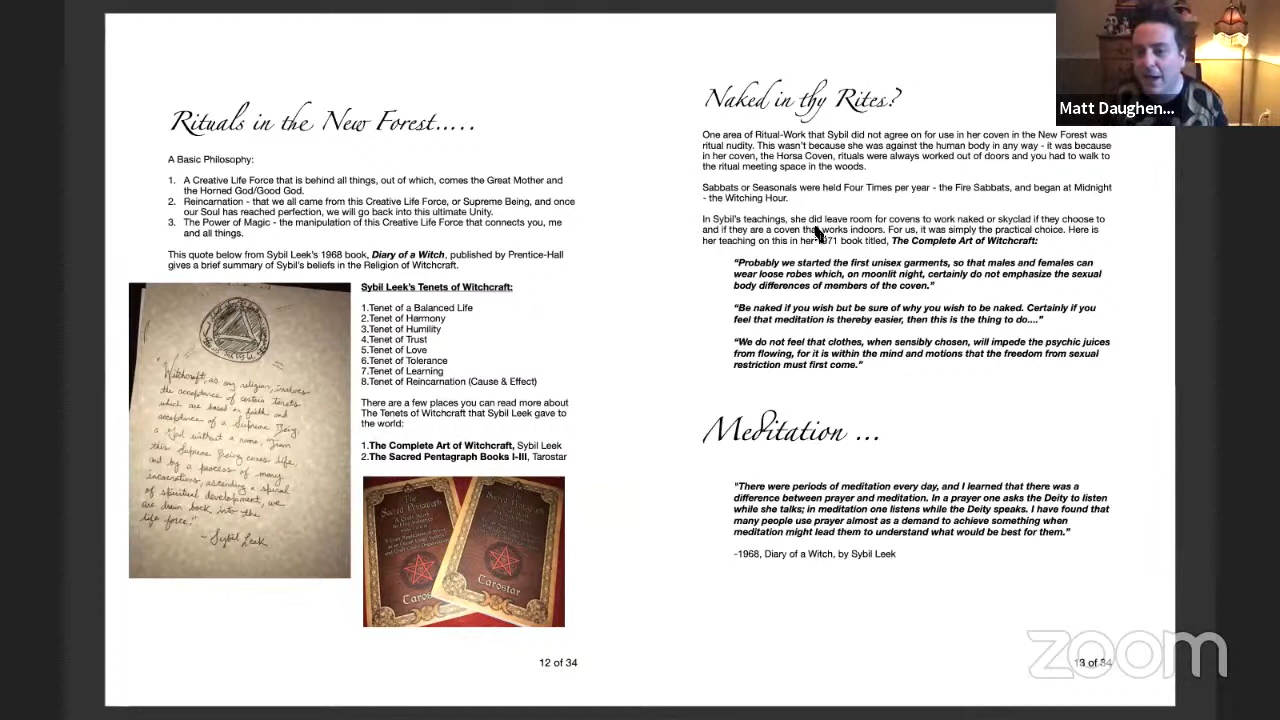 Rituals in the New Forest.....
A Basic Philosophy:
1. A Creative Life Force that is behind all things, out of which, comes the Great Mother and
the Horned God/Good God.
2. Reincarnation - that we all came from this Creative Life Force, or Supreme Being, and once
our Soul has reached perfection, we will go back into this ultimate Unity.
3. The Power of Magic - the manipulation of this Creative Life Force that connects you, me
and all things.
This quote below from Sybil Leek's 1968 book, Diary of a Witch, published by Prentice-Hall
gives a brief summary of Sybil's beliefs in the Religion of Witchcraft.
"Witchcraft, as any religion, involves
the acceptance of certain tenets
which are based on faith and
acceptance of a Supreme Being,
a God without a name. From
this Supreme Being comes life,
and by a process of many
incarnations, ascending a spiral
of spiritual development, we
are drawn back into the
life force."
~ Sybil Leek
Sybil Leek's Tenets of Witchcraft:
1.Tenet of a Balanced Life
2.Tenet of Harmony
3.Tenet of Humility
4.Tenet of Trust
5.Tenet of Love
6.Tenet of Tolerance
7.Tenet of Learning
8.Tenet of Reincarnation (Cause & Effect)
There are a few places you can read more about
The Tenets of Witchcraft that Sybil Leek gave to
the world:
1.The Complete Art of Witchcraft, Sybil Leek
2.The Sacred Pentagraph Books I-III, Tarostar
The
Sacred Pentagraph
Tarostar
12 of 34
Naked in thy Rites?
One area of Ritual-Work that Sybil did not agree on for use in her coven in the New Forest was
ritual nudity. This wasn't because she was against the human body in any way - it was because
in her coven, the Horsa Coven, rituals were always worked out of doors and you had to walk to
the ritual meeting space in the woods.
Sabbats or Seasonals were held Four Times per year - the Fire Sabbats, and began at Midnight
- the Witching Hour.
In Sybil's teachings, she did leave room for covens to work naked or skyclad if they choose to
and if they are a coven that works indoors. For us, it was simply the practical choice. Here is
her teaching on this in her 1971 book titled, The Complete Art of Witchcraft:
"Probably we started the first unisex garments, so that males and females can
wear loose robes which, on moonlit night, certainly do not emphasize the sexual
body differences of members of the coven."
"Be naked if you wish but be sure of why you wish to be naked. Certainly if you
feel that meditation is thereby easier, then this is the thing to do...."
"We do not feel that clothes, when sensibly chosen, will impede the psychic juices
from flowing, for it is within the mind and motions that the freedom from sexual
restriction must first come."
Meditation ...
"There were periods of meditation every day, and I learned that there was a
difference between prayer and meditation. In a prayer one asks the Deity to listen
while she talks; in meditation one listens while the Deity speaks. I have found that
many people use prayer almost as a demand to achieve something when
meditation might lead them to understand what would be best for them."
-1968, Diary of a Witch, by Sybil Leek
13 of 34
Matt Daughen...
zoom